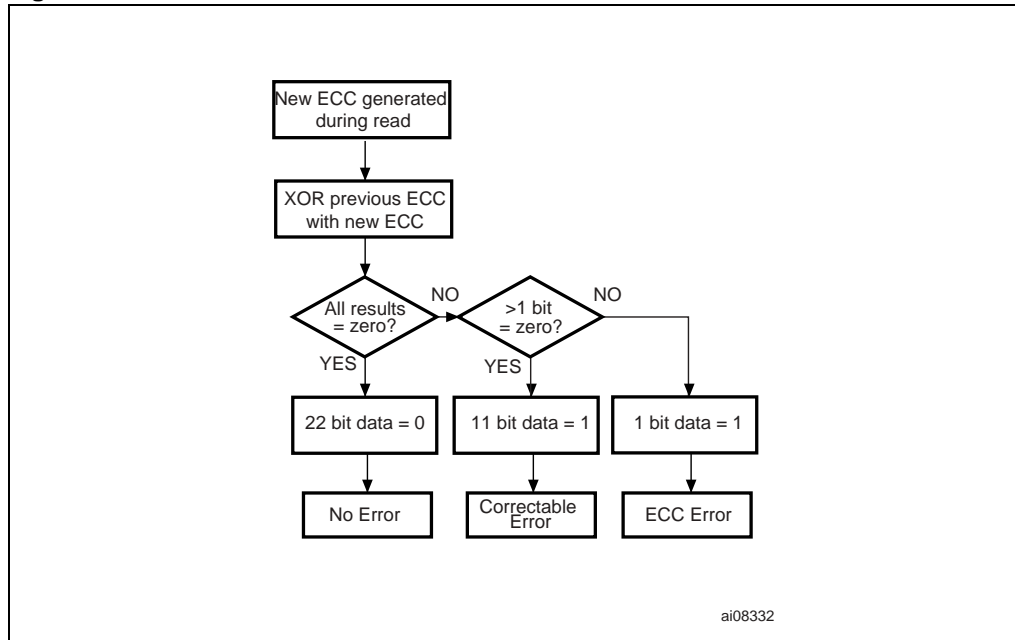 New ECC generated
during read
XOR previous ECC
with new ECC
All results
= zero?
NO
>1 bit
= zero?
NO
YES
YES
22 bit data = 0
11 bit data = 1
1 bit data = 1
No Error
Correctable
Error
ECC Error
ai08332